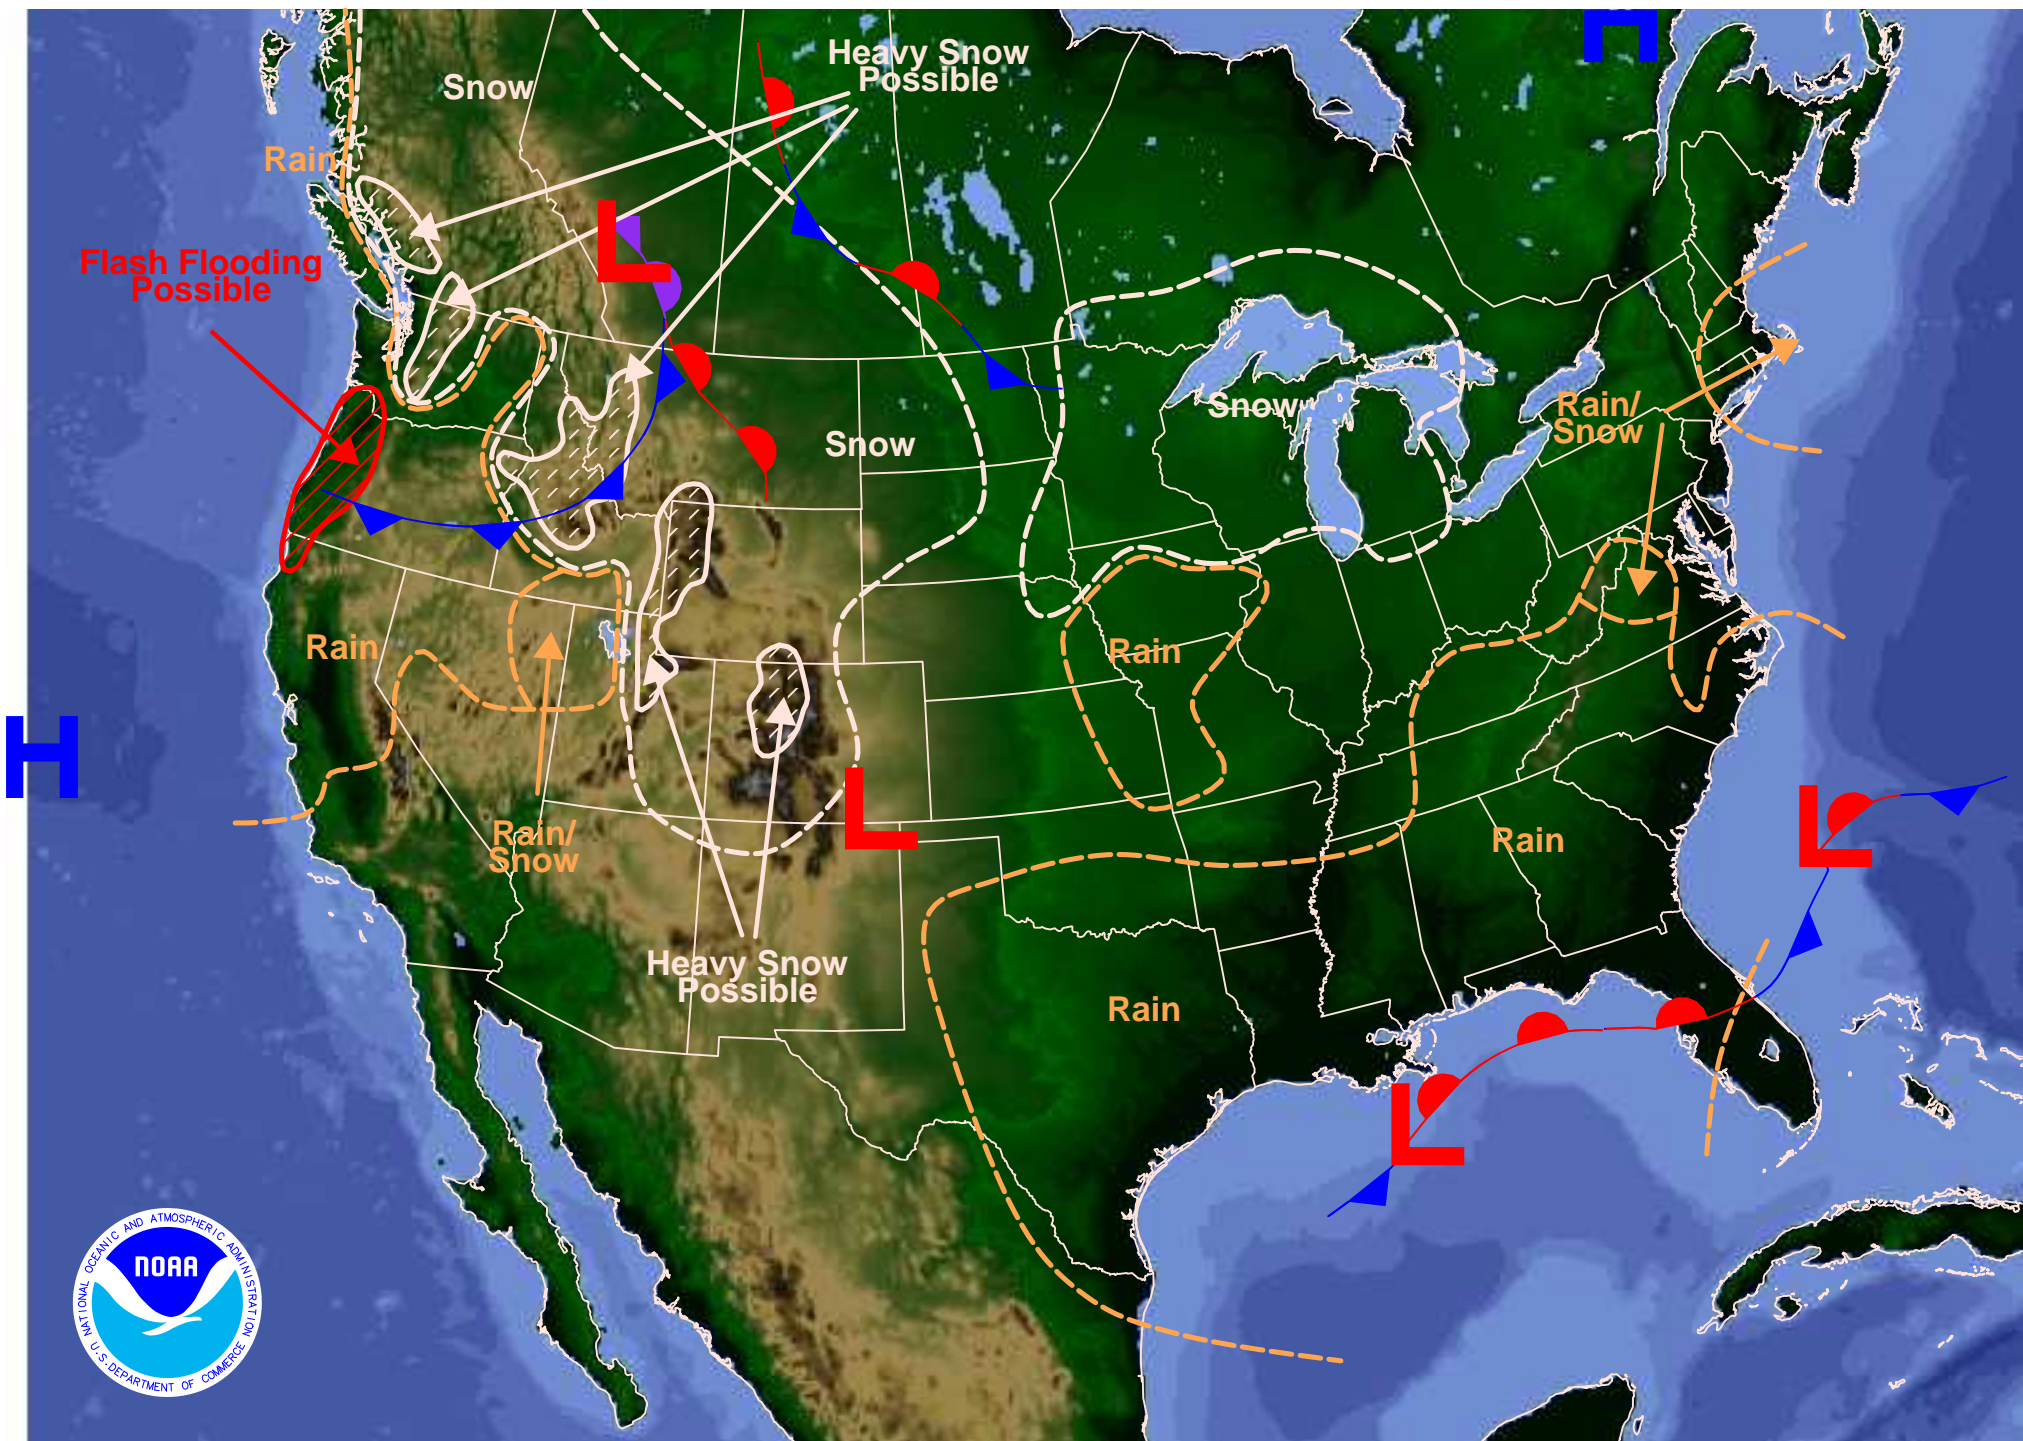 H
Heavy Snow
Possible
Snow
Rain
L
Flash Flooding
Possible
Snow
Snow
Rain/
Snow
Rain
Rain
H
L
L
Rain/
Snow
Rain
Heavy Snow
Possible
Rain
L
NATIONAL OCEANIC AND ATMOSPHERIC ADMINISTRATION
NOAA
U.S. DEPARTMENT OF COMMERCE